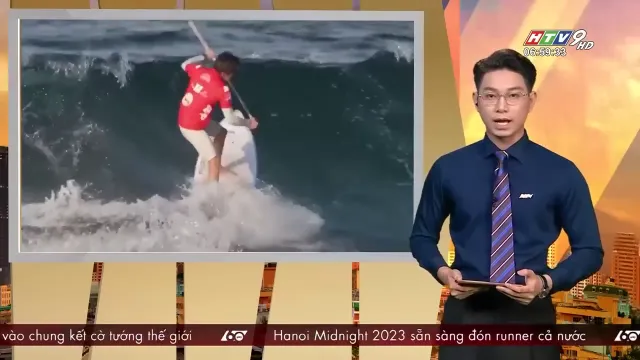 HTV9 HD
06:59:33
vào chung kết cờ tướng thế giới 60 Hanoi Midnight 2023 sẵn sàng đón runner cả nước